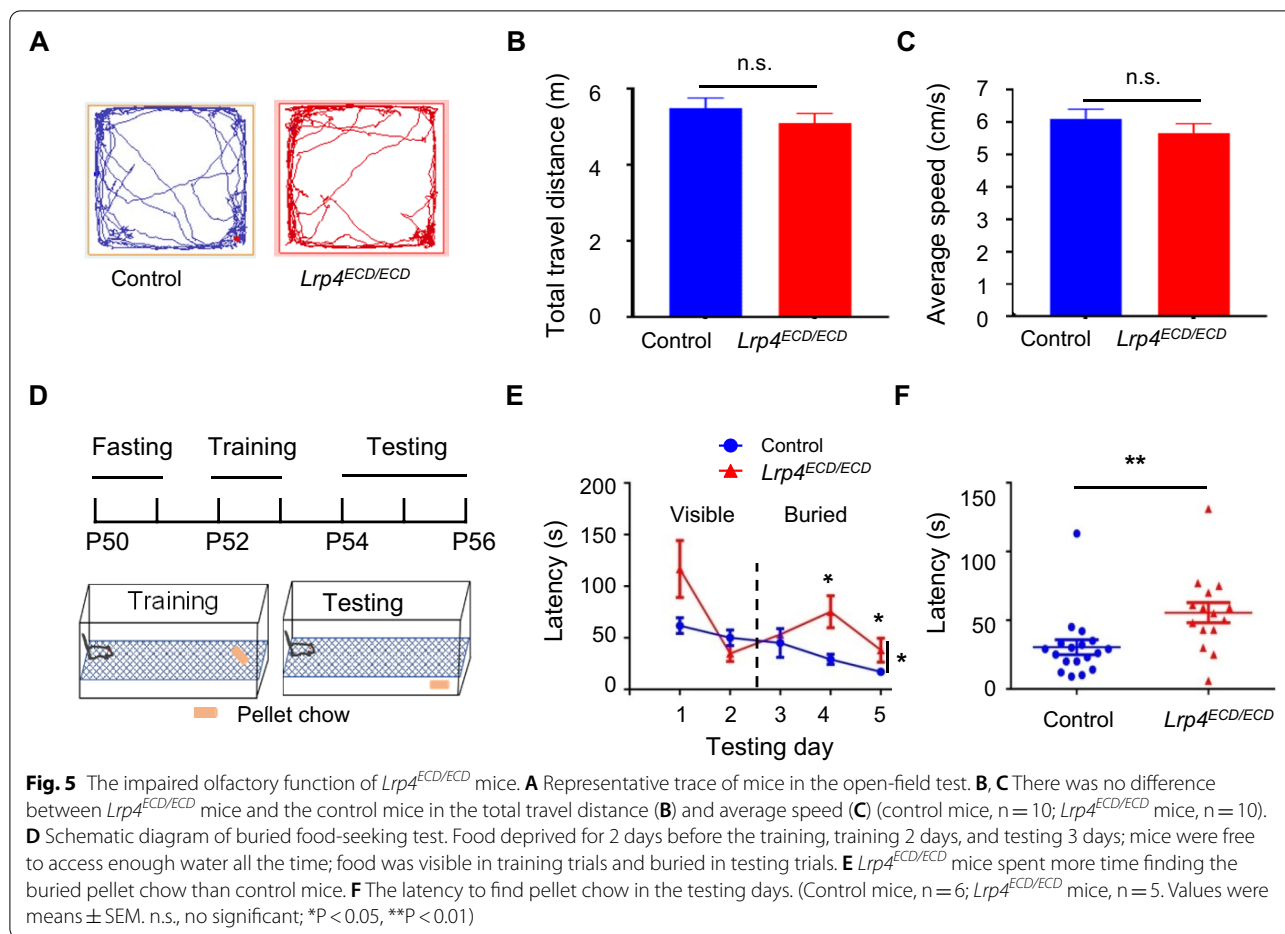 A
Control
Lrp4ECD/ECD
B
n.s.
Total travel distance (m)
6
4
2
0
Control
Lrp4ECD/ECD
C
n.s.
Average speed (cm/s)
7
6
5
4
3
2
1
0
Control
Lrp4ECD/ECD
D
Fasting Training Testing
P50 P52 P54 P56
Training
Testing
Pellet chow
E
Control
Lrp4ECD/ECD
Visible Buried
Latency (s)
200
150
100
50
0
*
*
*
1 2 3 4 5
Testing day
F
**
Latency (s)
150
100
50
0
Control
Lrp4ECD/ECD
Fig. 5 The impaired olfactory function of Lrp4ECD/ECD mice. A Representative trace of mice in the open-field test. B, C There was no difference
between Lrp4ECD/ECD mice and the control mice in the total travel distance (B) and average speed (C) (control mice, n = 10; Lrp4ECD/ECD mice, n = 10).
D Schematic diagram of buried food-seeking test. Food deprived for 2 days before the training, training 2 days, and testing 3 days; mice were free
to access enough water all the time; food was visible in training trials and buried in testing trials. E Lrp4ECD/ECD mice spent more time finding the
buried pellet chow than control mice. F The latency to find pellet chow in the testing days. (Control mice, n = 6; Lrp4ECD/ECD mice, n = 5. Values were
means ± SEM. n.s., no significant; *P < 0.05, **P < 0.01)